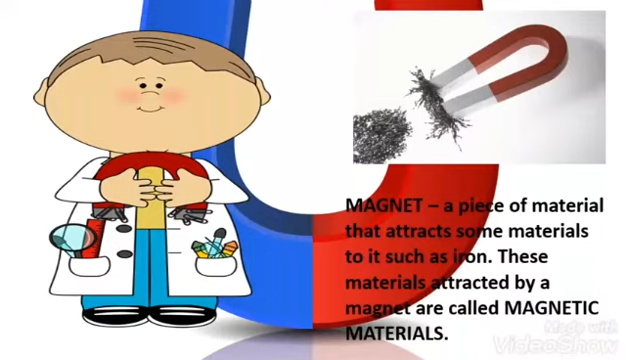 MAGNET – a piece of material
that attracts some materials
to it such as iron. These
materials attracted by a
magnet are called MAGNETIC
MATERIALS.
Made with
VideoShow